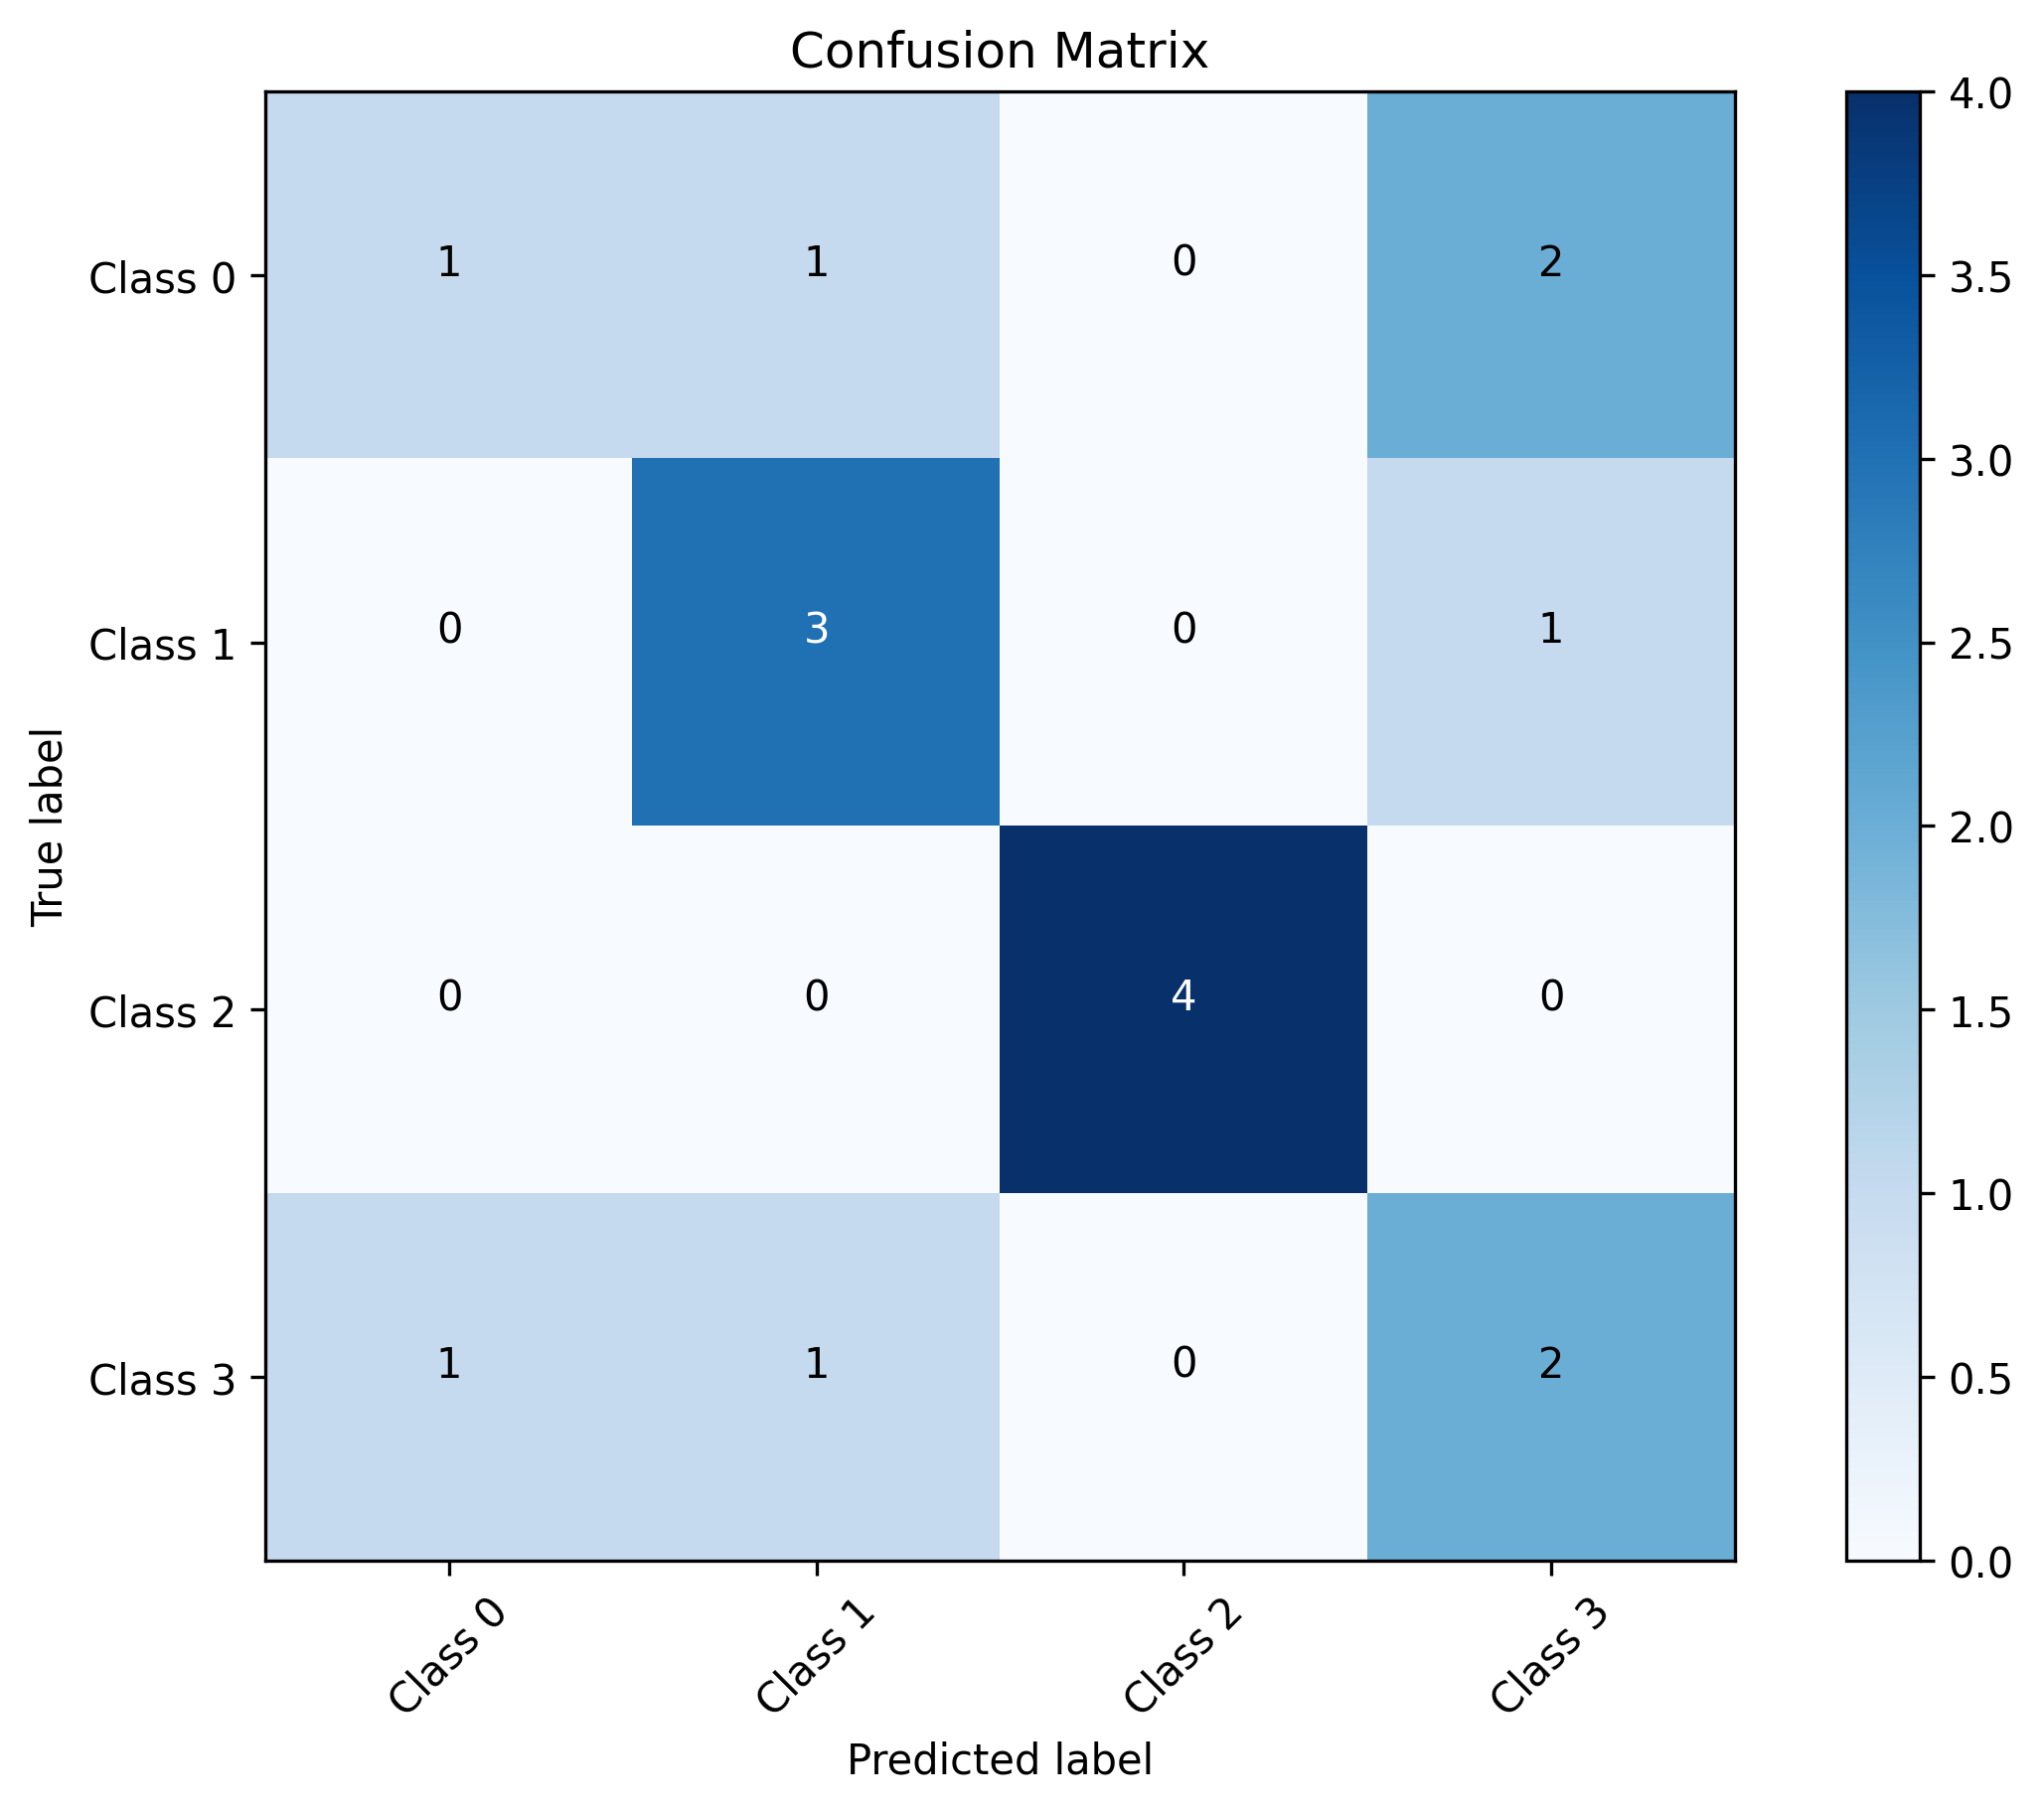 Confusion Matrix
4.0
Class 0 1 1 0 2
3.5
3.0
Class 1 0 3 0 1
2.5
True label
2.0
Class 2 0 0 4 0
1.5
1.0
Class 3 1 1 0 2
0.5
0.0
Class 0 Class 1 Class 2 Class 3
Predicted label